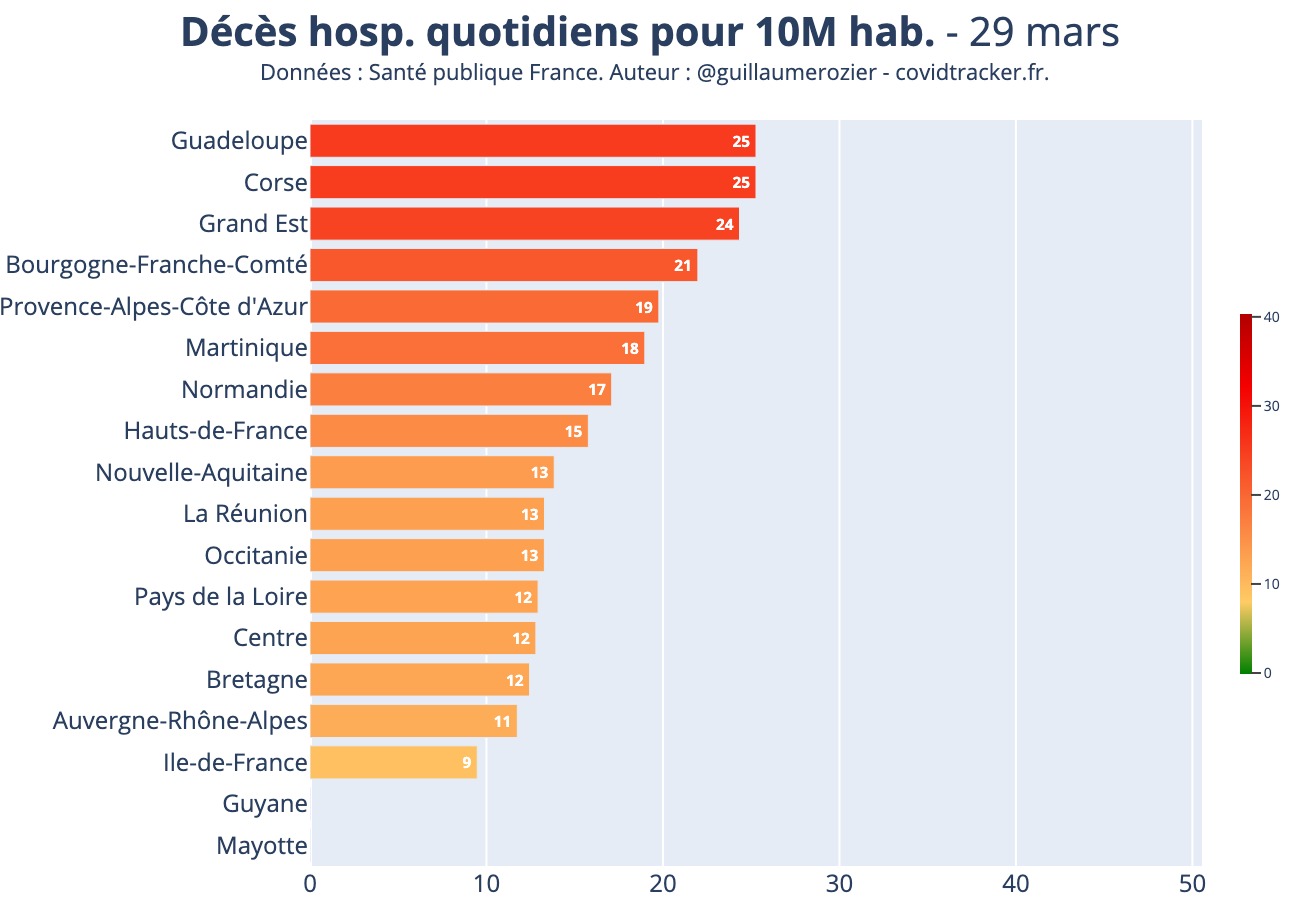 Décès hosp. quotidiens pour 10M hab. - 29 mars
Données : Santé publique France. Auteur : @guillaumerozier - covidtracker.fr.
Guadeloupe 25
Corse 25
Grand Est 24
Bourgogne-Franche-Comté 21
Provence-Alpes-Côte d'Azur 19
Martinique 18
Normandie 17
Hauts-de-France 15
Nouvelle-Aquitaine 13
La Réunion 13
Occitanie 13
Pays de la Loire 12
Centre 12
Bretagne 12
Auvergne-Rhône-Alpes 11
Ile-de-France 9
Guyane
Mayotte
0 10 20 30 40 50
40
30
20
10
0